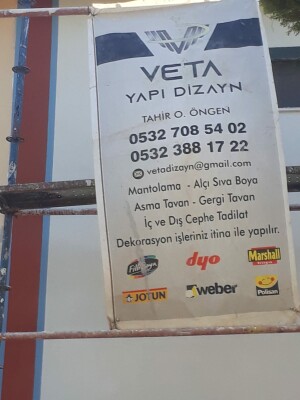 VETA
YAPI DİZAYN
TAHİR O. ÖNGEN
0532 708 54 02
0532 388 17 22
vetadizayn@gmail.com
Mantolama - Alçı Sıva Boya
Asma Tavan - Gergi Tavan
İç ve Dış Cephe Tadilat
Dekorasyon işleriniz itina ile yapılır.
Filli Boya
dyo
Marshall
JOTUN
weber
Polisan